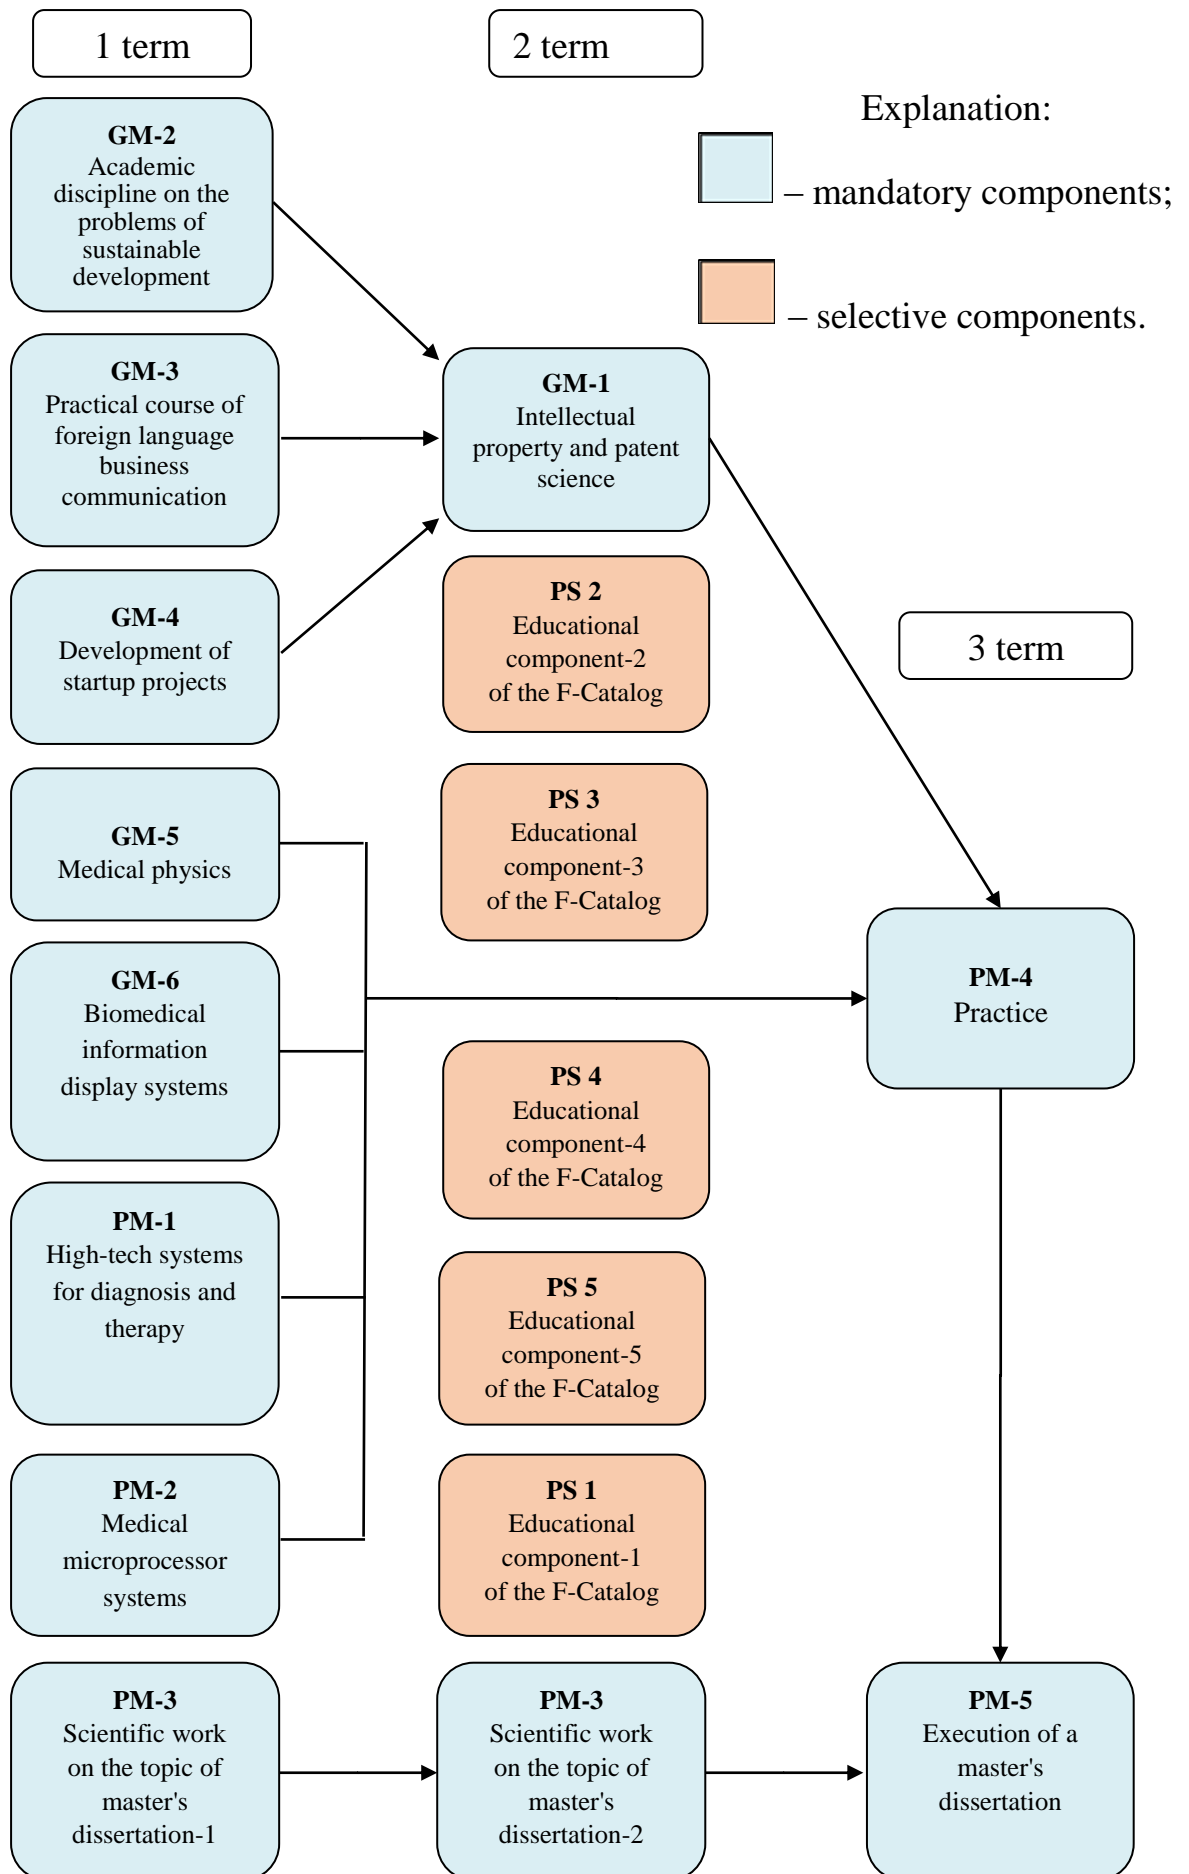 1 term
2 term
Explanation:
– mandatory components;
– selective components.
GM-2
Academic
discipline on the
problems of
sustainable
development
GM-3
Practical course of
foreign language
business
communication
GM-4
Development of
startup projects
GM-5
Medical physics
GM-6
Biomedical
information
display systems
PM-1
High-tech systems
for diagnosis and
therapy
PM-2
Medical
microprocessor
systems
PM-3
Scientific work
on the topic of
master's
dissertation-1
GM-1
Intellectual
property and patent
science
PS 2
Educational
component-2
of the F-Catalog
PS 3
Educational
component-3
of the F-Catalog
PS 4
Educational
component-4
of the F-Catalog
PS 5
Educational
component-5
of the F-Catalog
PS 1
Educational
component-1
of the F-Catalog
PM-3
Scientific work
on the topic of
master's
dissertation-2
3 term
PM-4
Practice
PM-5
Execution of a
master's
dissertation